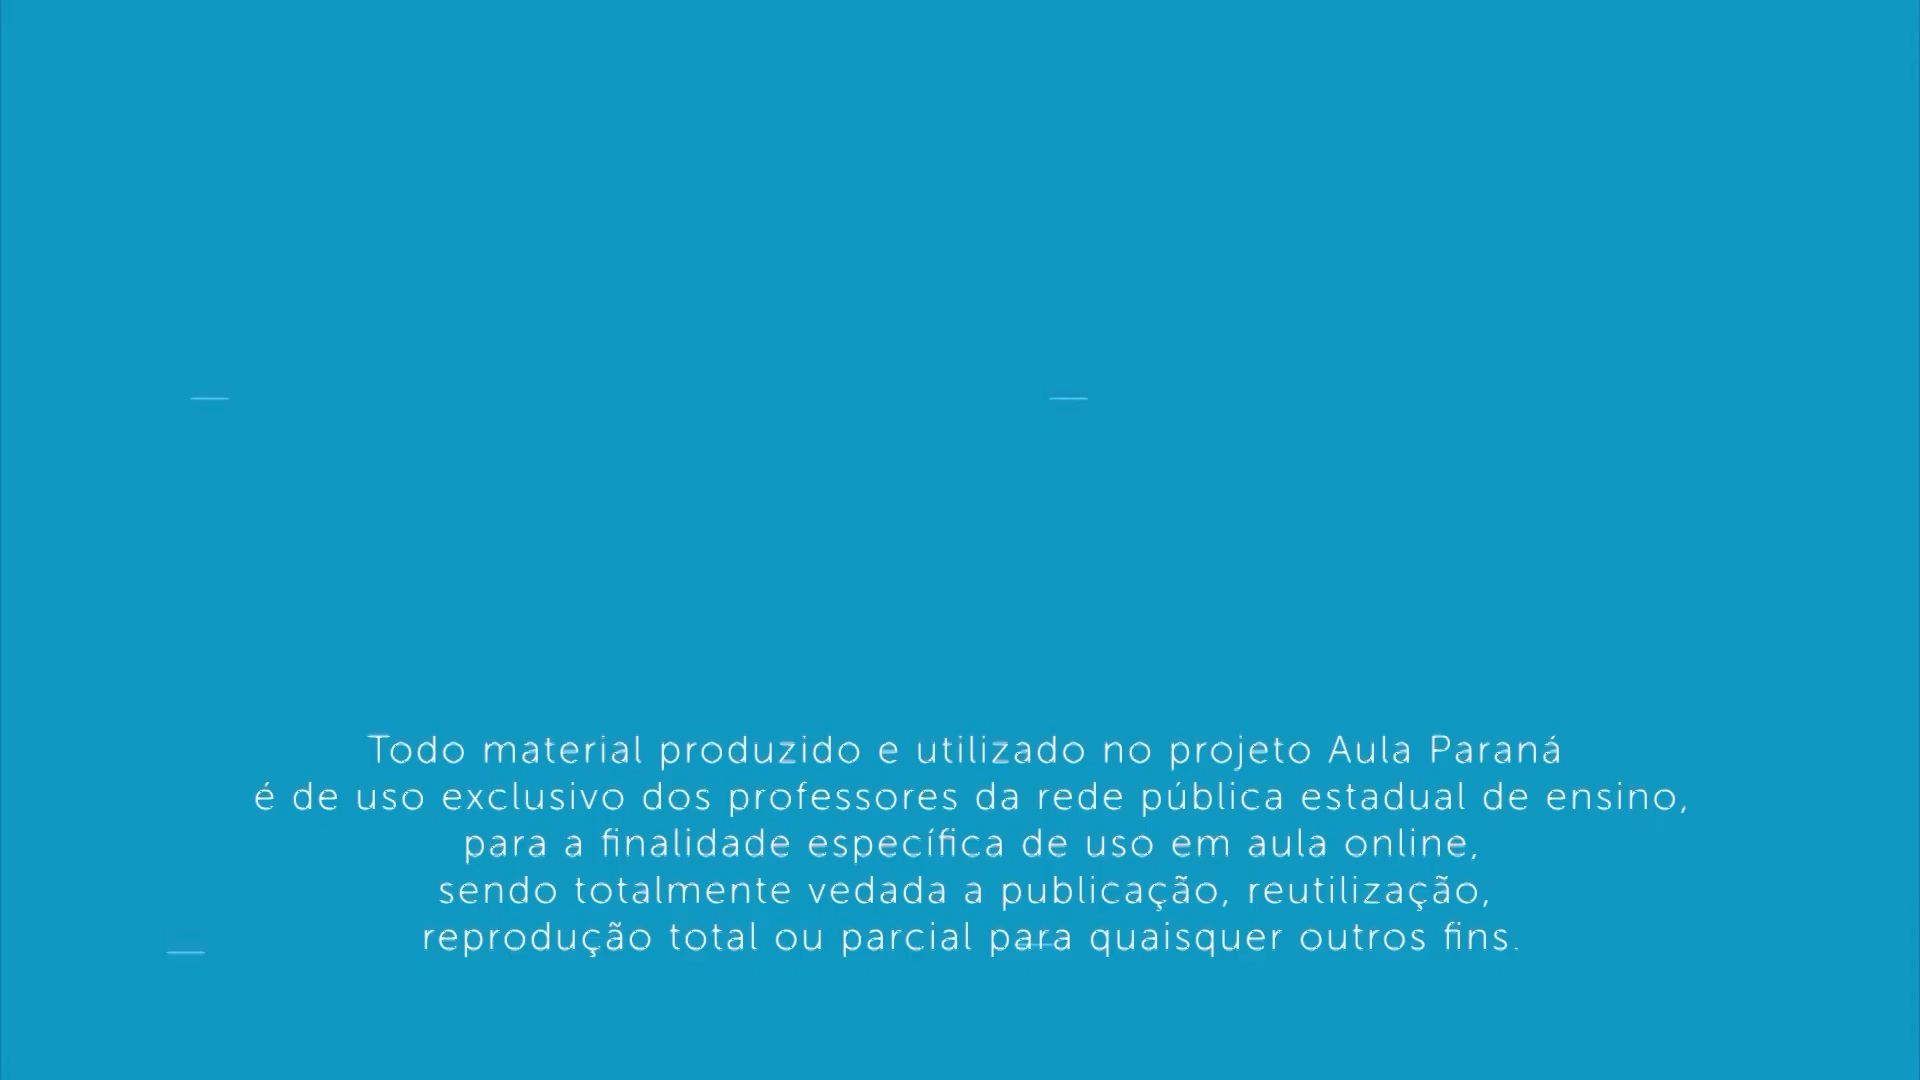 Todo material produzido e utilizado no projeto Aula Paraná
é de uso exclusivo dos professores da rede pública estadual de ensino,
para a finalidade específica de uso em aula online,
sendo totalmente vedada a publicação, reutilização,
reprodução total ou parcial para quaisquer outros fins.